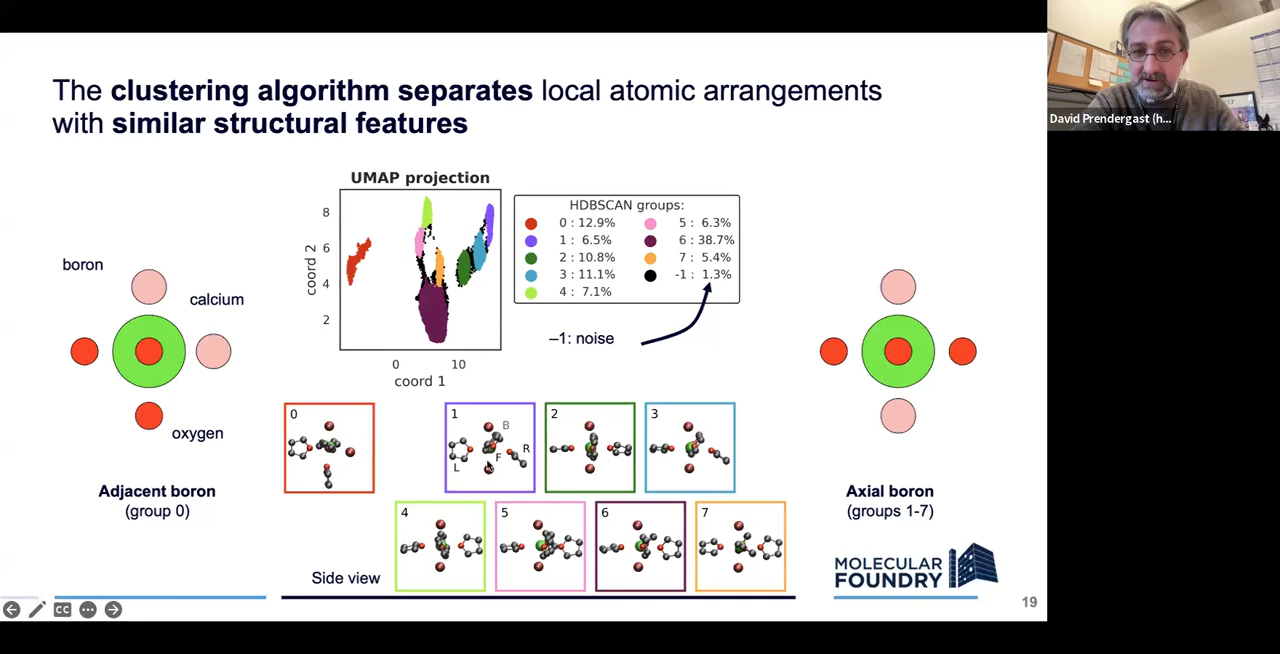 The clustering algorithm separates local atomic arrangements
with similar structural features
David Prendergast (h...
UMAP projection
8
6
4
2
coord 2
0
10
coord 1
HDBSCAN groups:
0 : 12.9%
1 : 6.5%
2 : 10.8%
3 : 11.1%
4 : 7.1%
5 : 6.3%
6 : 38.7%
7 : 5.4%
-1 : 1.3%
–1: noise
boron
calcium
oxygen
Adjacent boron
(group 0)
0
1
B
R
F
L
2
3
4
5
6
7
Side view
Axial boron
(groups 1-7)
MOLECULAR
FOUNDRY
CC
19